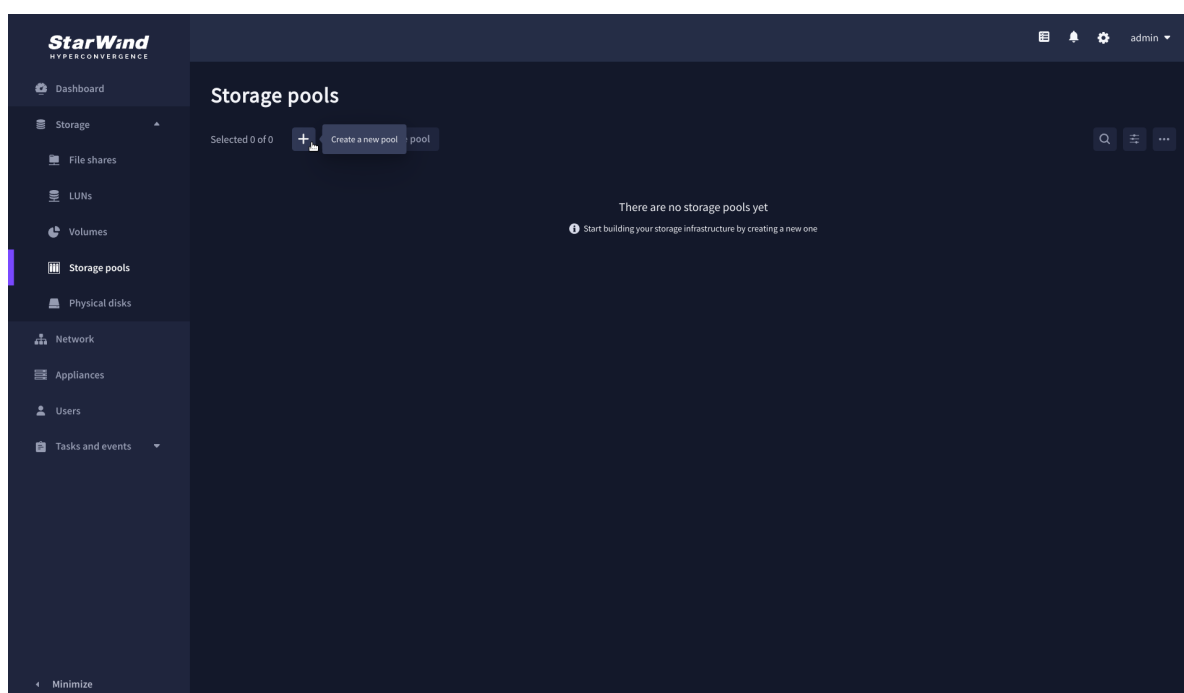 StarWind
HYPERCONVERGENCE
admin
Dashboard
Storage
File shares
LUNs
Volumes
Storage pools
Physical disks
Network
Appliances
Users
Tasks and events
Minimize
Storage pools
Selected 0 of 0
Create a new pool
pool
There are no storage pools yet
Start building your storage infrastructure by creating a new one